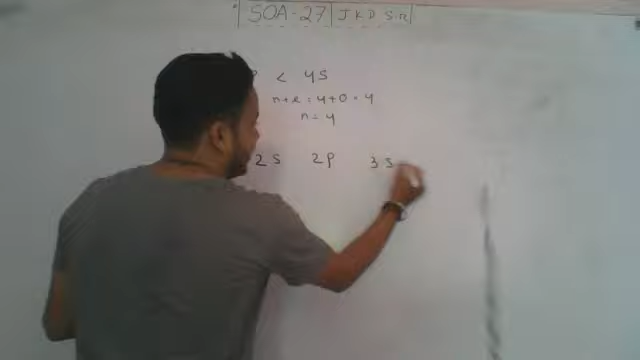 SOA-27 JKD Sir
< 4s
n+l = 4+0 = 4
n = 4
2s 2p 3s